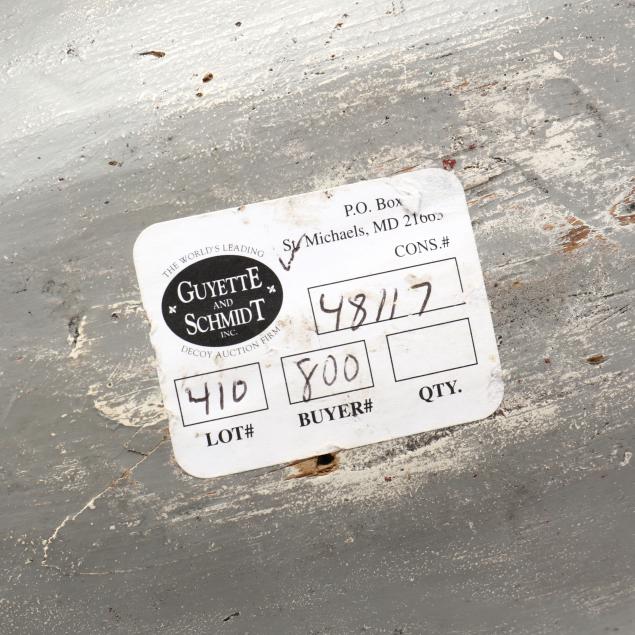 P.O. Box
St. Michaels, MD 21663
THE WORLD'S LEADING
GUYETTE
AND
SCHMIDT
INC.
DECOY AUCTION FIRM
CONS.#
48117
410
LOT#
800
BUYER#
QTY.